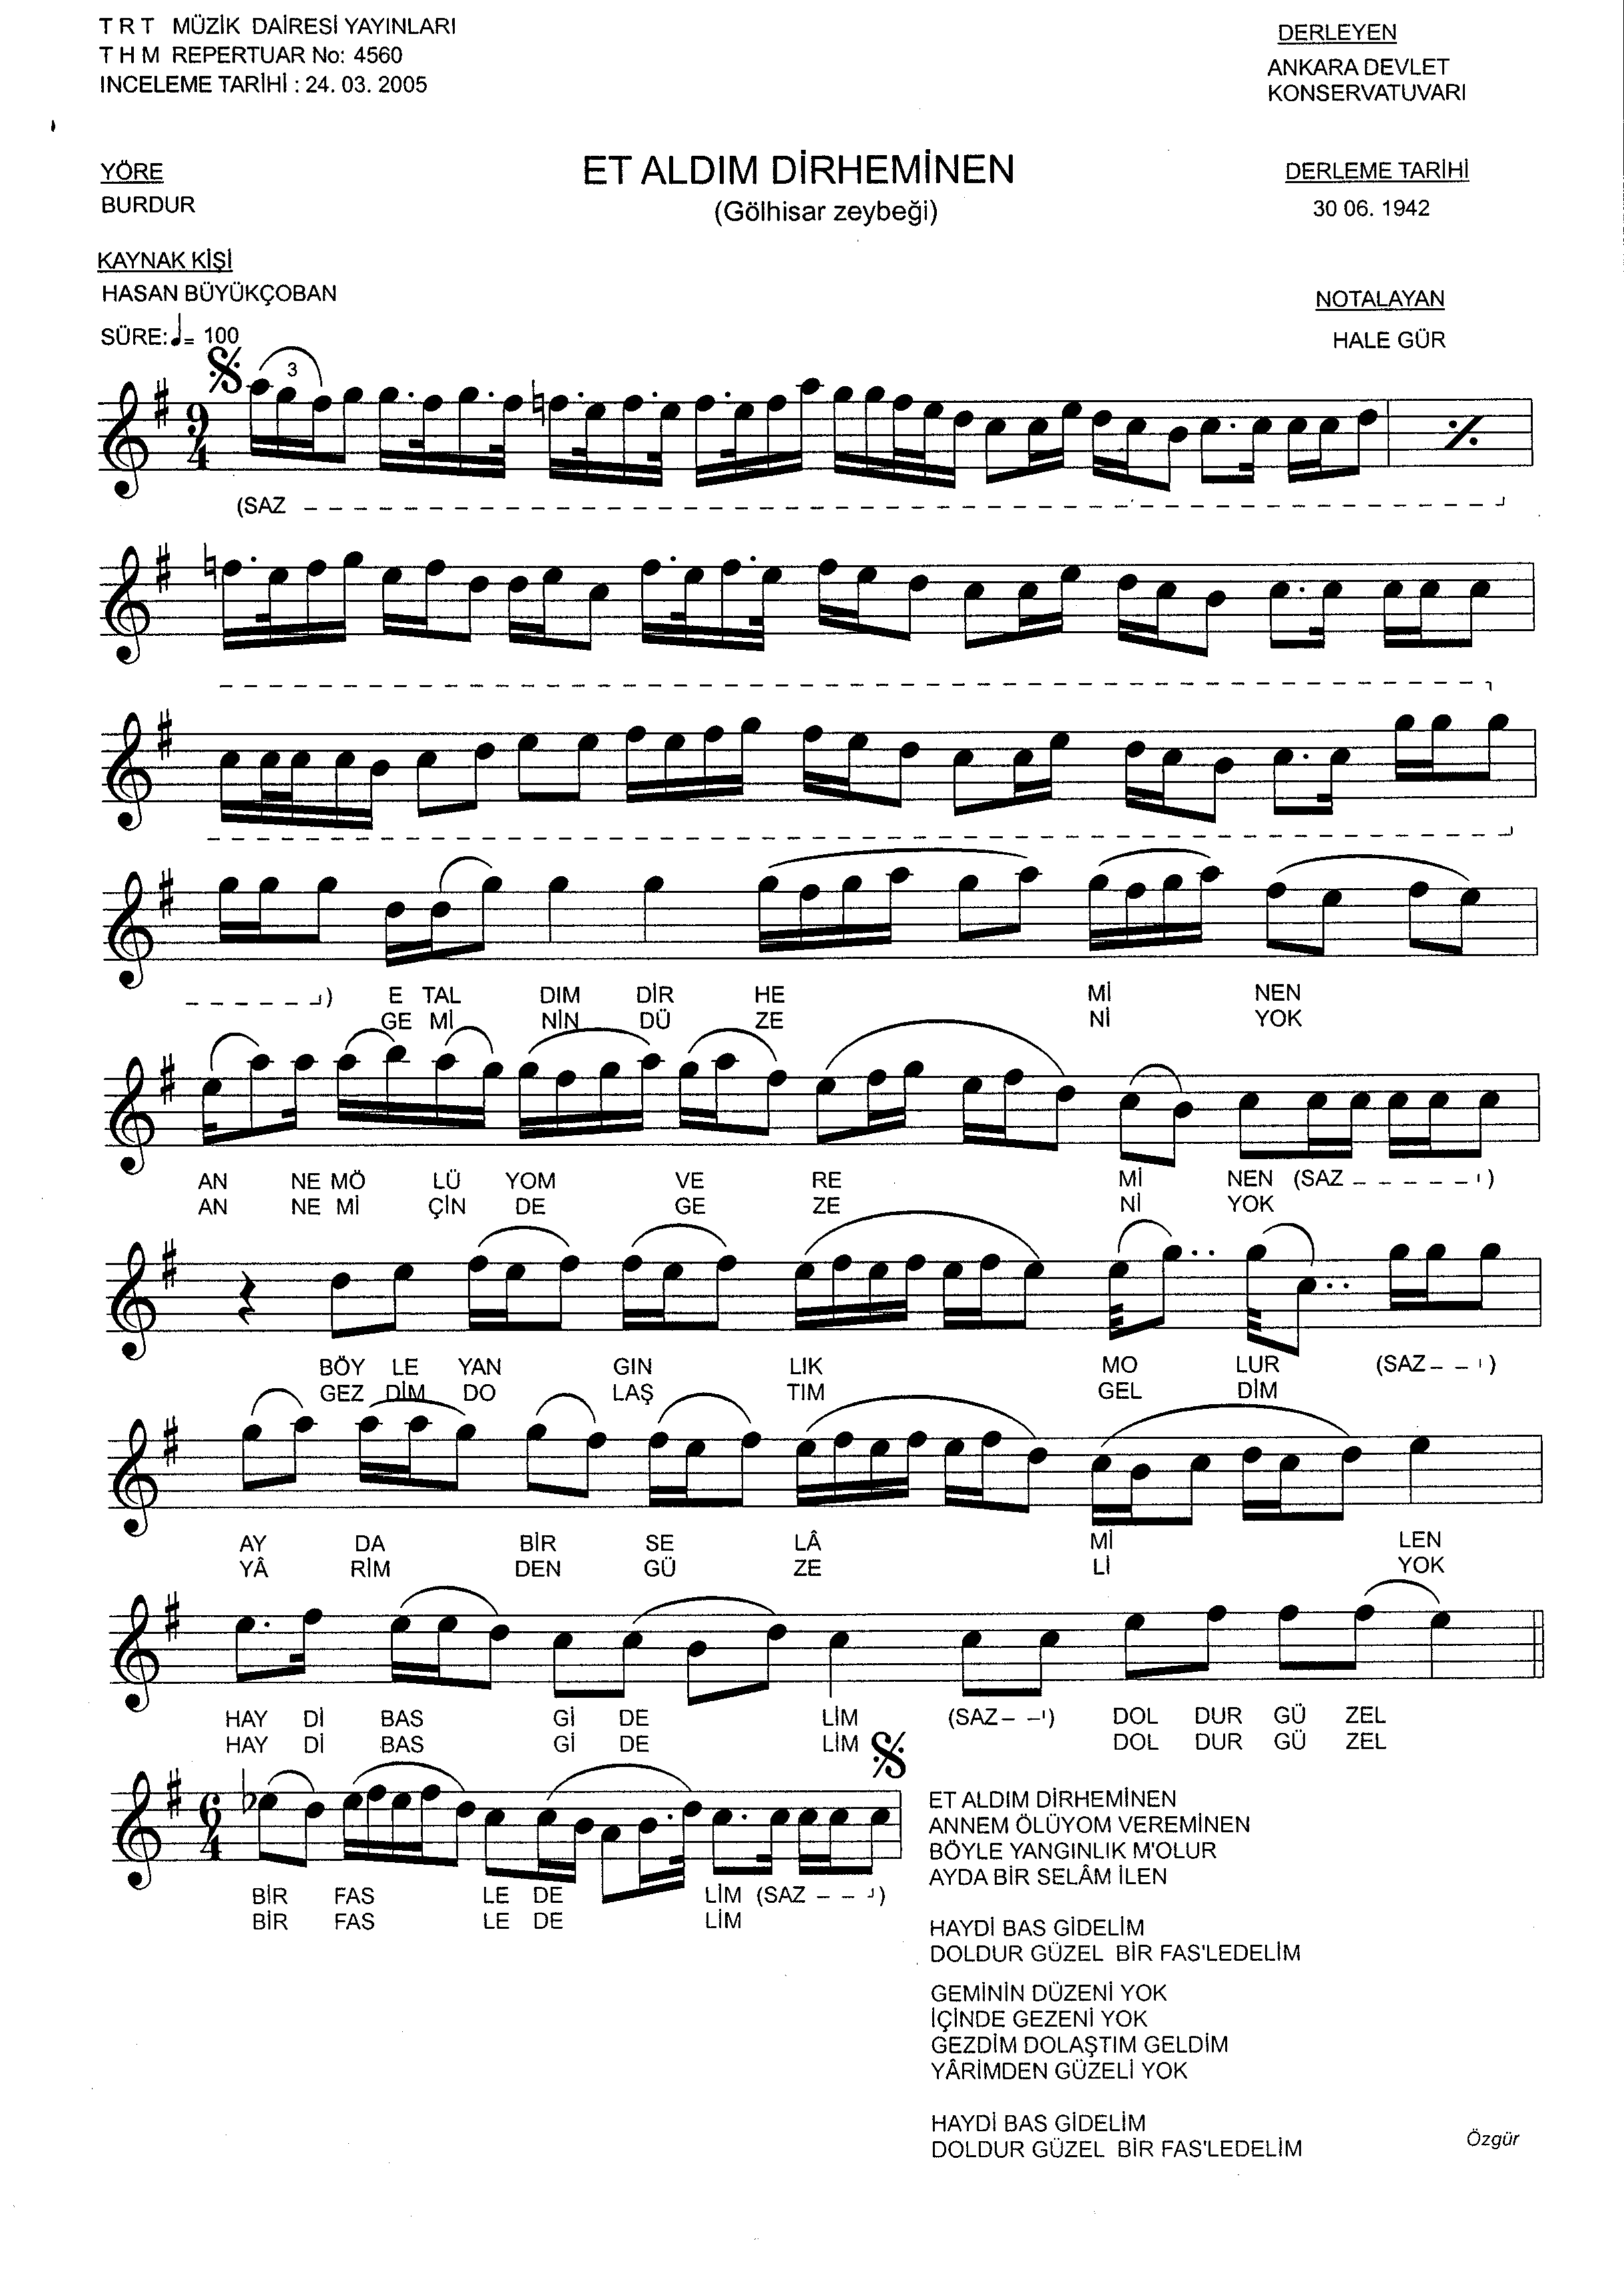 T R T MÜZİK DAİRESİ YAYINLARI
T H M REPERTUAR No: 4560
INCELEME TARİHİ : 24. 03. 2005
DERLEYEN
ANKARA DEVLET
KONSERVATUVARI
YÖRE
BURDUR
ET ALDIM DİRHEMİNEN
(Gölhisar zeybeği)
DERLEME TARİHİ
30 06. 1942
KAYNAK KİŞİ
HASAN BÜYÜKÇOBAN
NOTALAYAN
HALE GÜR
SÜRE: ♩= 100
3
9
4
(SAZ
E TAL DIM DİR HE Mİ NEN
GE Mİ NİN DÜ ZE Nİ YOK
AN NE MÖ LÜ YOM VE RE Mİ NEN (SAZ – – – – – ')
AN NE Mİ ÇİN DE GE ZE Nİ YOK
BÖY LE YAN GIN LIK MO LUR (SAZ – – ')
GEZ DİM DO LAŞ TIM GEL DİM
AY DA BİR SE LÂ Mİ LEN
YÂ RİM DEN GÜ ZE Lİ YOK
HAY Dİ BAS Gİ DE LİM (SAZ – – ') DOL DUR GÜ ZEL
HAY Dİ BAS Gİ DE LİM DOL DUR GÜ ZEL
6
4
BİR FAS LE DE LİM (SAZ – – ')
BİR FAS LE DE LİM
ET ALDIM DİRHEMİNEN
ANNEM ÖLÜYOM VEREMİNEN
BÖYLE YANGINLIK M'OLUR
AYDA BİR SELÂM İLEN
HAYDİ BAS GİDELİM
DOLDUR GÜZEL BİR FAS'LEDELİM
GEMİNİN DÜZENİ YOK
İÇİNDE GEZENİ YOK
GEZDİM DOLAŞTIM GELDİM
YÂRİMDEN GÜZELİ YOK
HAYDİ BAS GİDELİM
DOLDUR GÜZEL BİR FAS'LEDELİM
Özgür